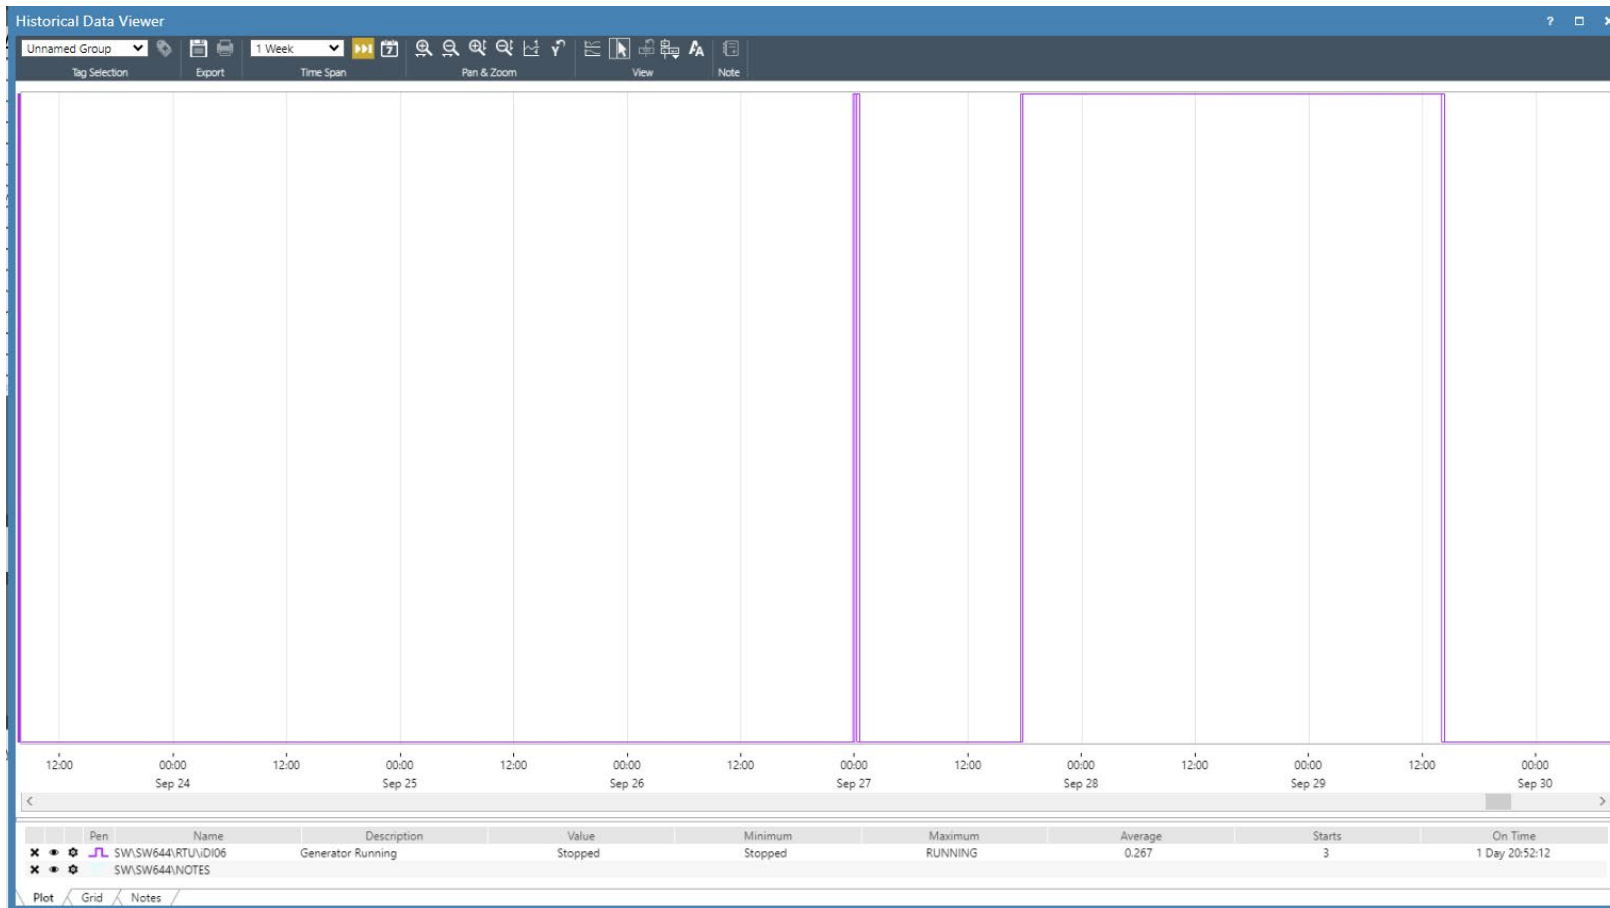 Historical Data Viewer
Unnamed Group 1 Week
Tag Selection Export Time Span Pan & Zoom View Note
12:00 00:00 12:00 00:00 12:00 00:00 12:00 00:00 12:00 00:00 12:00 00:00 12:00 00:00
Sep 24 Sep 25 Sep 26 Sep 27 Sep 28 Sep 29 Sep 30
Pen Name Description Value Minimum Maximum Average Starts On Time
SW\SW644\RTU\iDI06 Generator Running Stopped Stopped RUNNING 0.267 3 1 Day 20:52:12
SW\SW644\NOTES
Plot Grid Notes